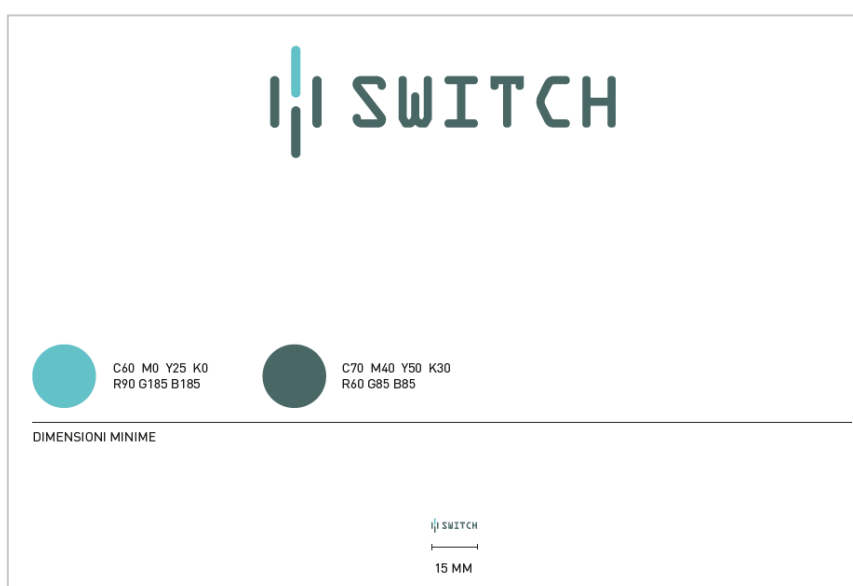 SWITCH
C60 M0 Y25 K0
R90 G185 B185
C70 M40 Y50 K30
R60 G85 B85
DIMENSIONI MINIME
SWITCH
15 MM